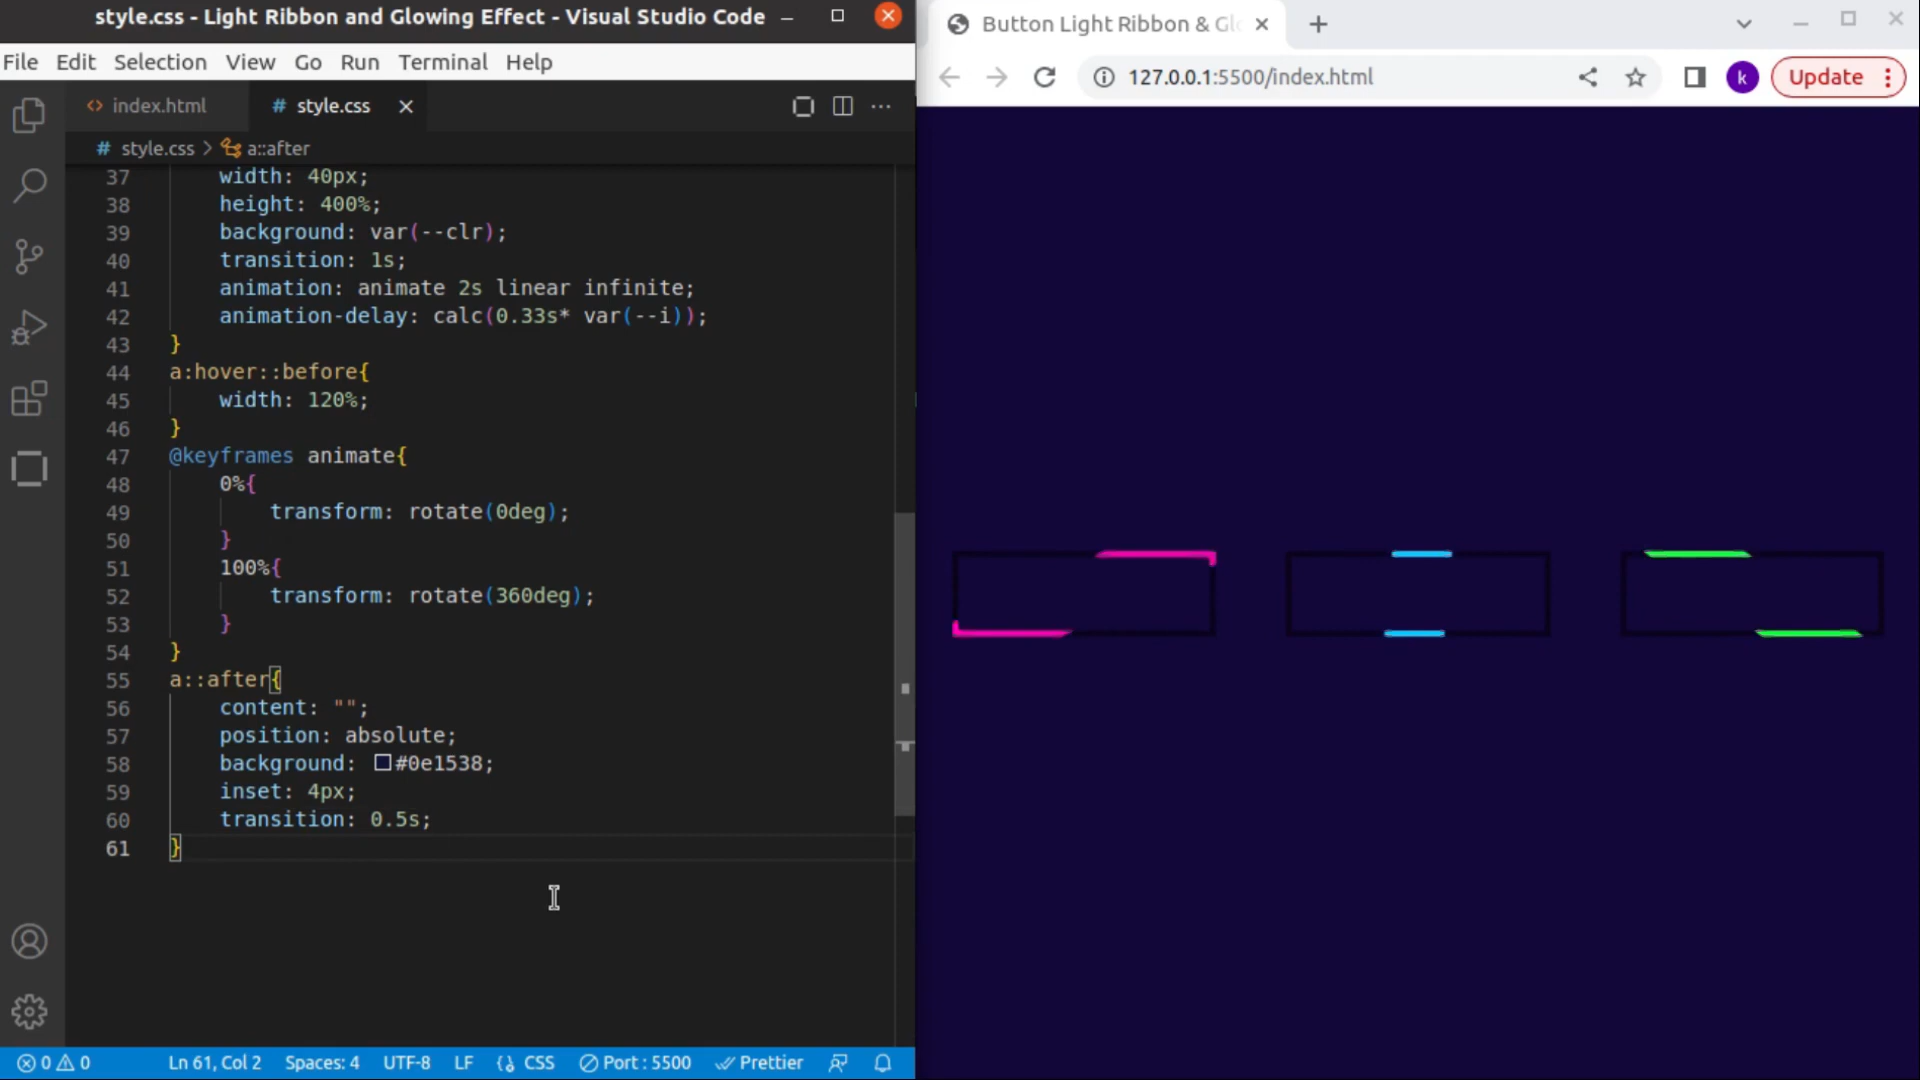 style.css - Light Ribbon and Glowing Effect - Visual Studio Code
File Edit Selection View Go Run Terminal Help
index.html
# style.css
# style.css > a::after
37 width: 40px;
38 height: 400%;
39 background: var(--clr);
40 transition: 1s;
41 animation: animate 2s linear infinite;
42 animation-delay: calc(0.33s* var(--i));
43 }
44 a:hover::before{
45 width: 120%;
46 }
47 @keyframes animate{
48 0%{
49 transform: rotate(0deg);
50 }
51 100%{
52 transform: rotate(360deg);
53 }
54 }
55 a::after{
56 content: "";
57 position: absolute;
58 background: #0e1538;
59 inset: 4px;
60 transition: 0.5s;
61 }
0 0 Ln 61, Col 2 Spaces: 4 UTF-8 LF CSS Port : 5500 Prettier
Button Light Ribbon & Gl
127.0.0.1:5500/index.html
k
Update